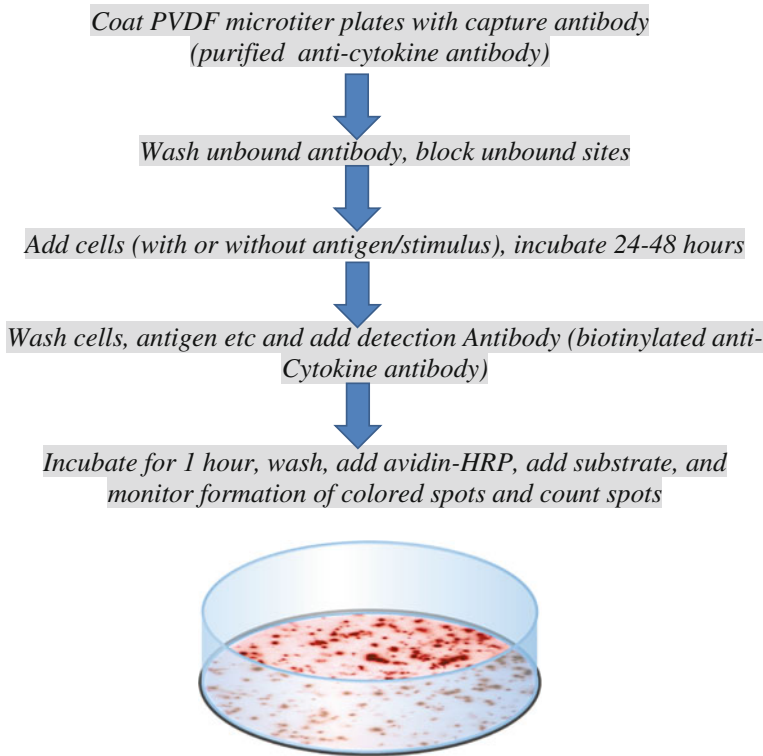 Coat PVDF microtiter plates with capture antibody
(purified anti-cytokine antibody)
Wash unbound antibody, block unbound sites
Add cells (with or without antigen/stimulus), incubate 24-48 hours
Wash cells, antigen etc and add detection Antibody (biotinylated anti-
Cytokine antibody)
Incubate for 1 hour, wash, add avidin-HRP, add substrate, and
monitor formation of colored spots and count spots